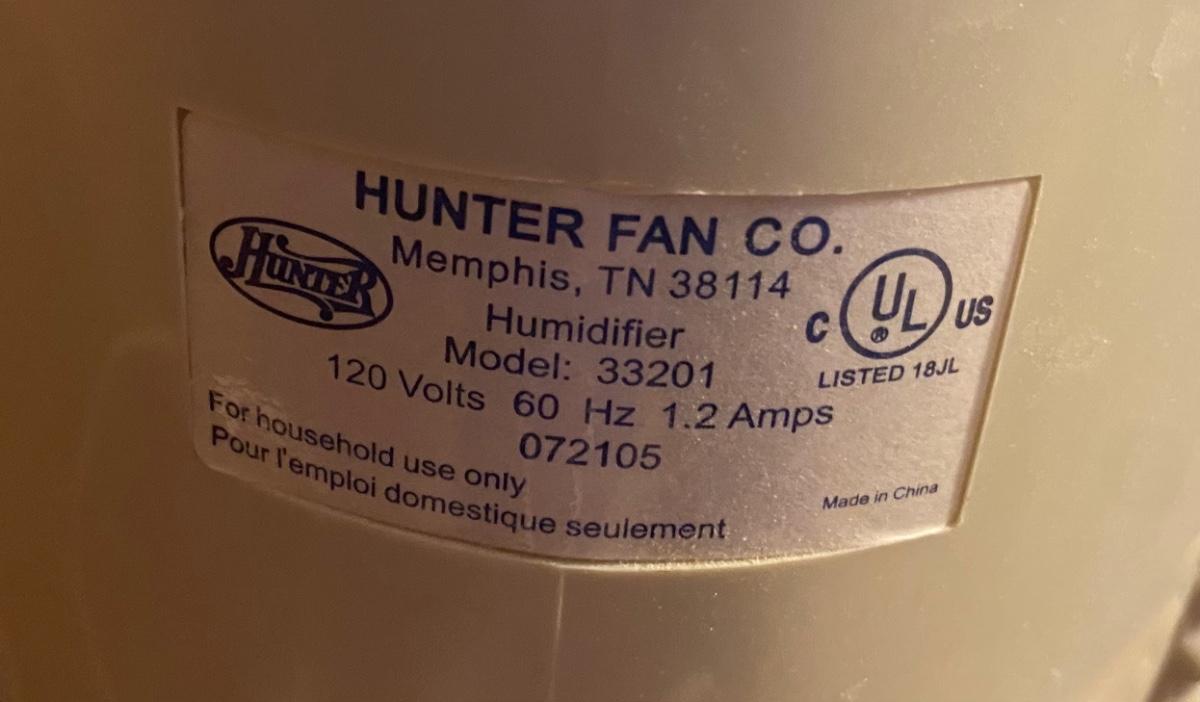 HUNTER FAN CO.
HUNTER
Memphis, TN 38114
Humidifier
Model: 33201
120 Volts 60 Hz 1.2 Amps
072105
C UL® US
LISTED 18JL
For household use only
Pour l'emploi domestique seulement
Made in China